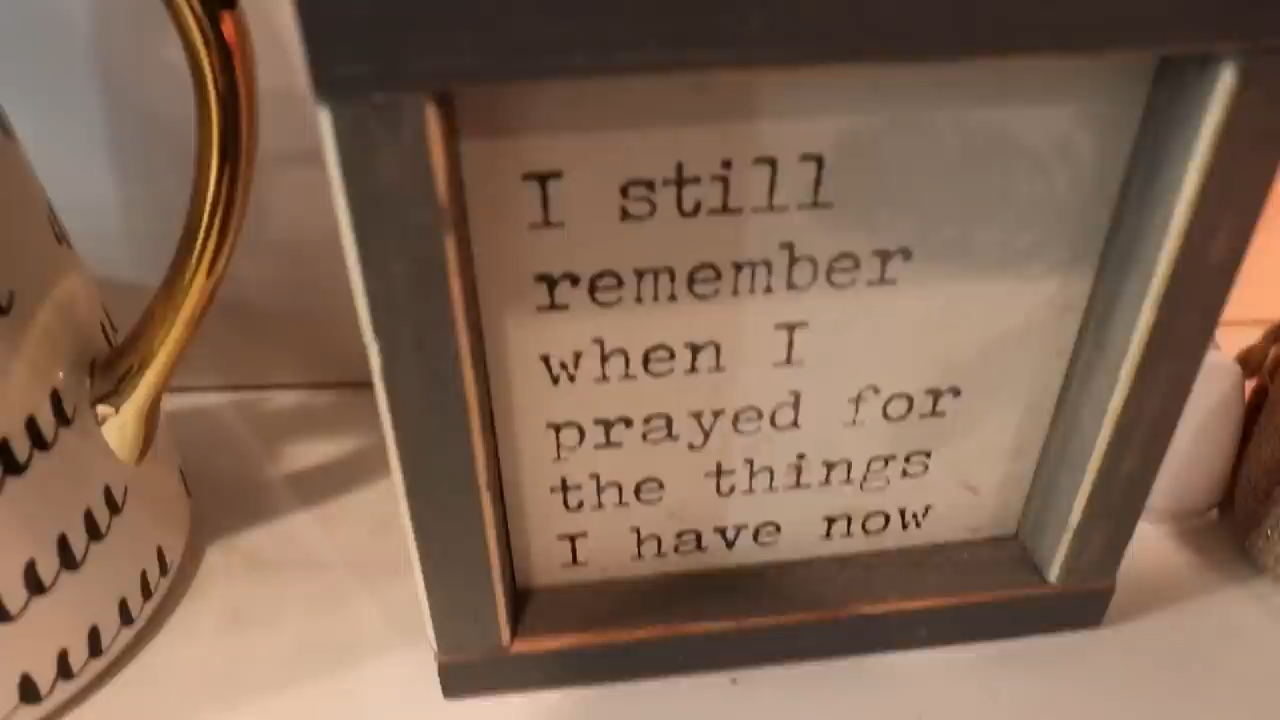 I still
remember
when I
prayed for
the things
I have now